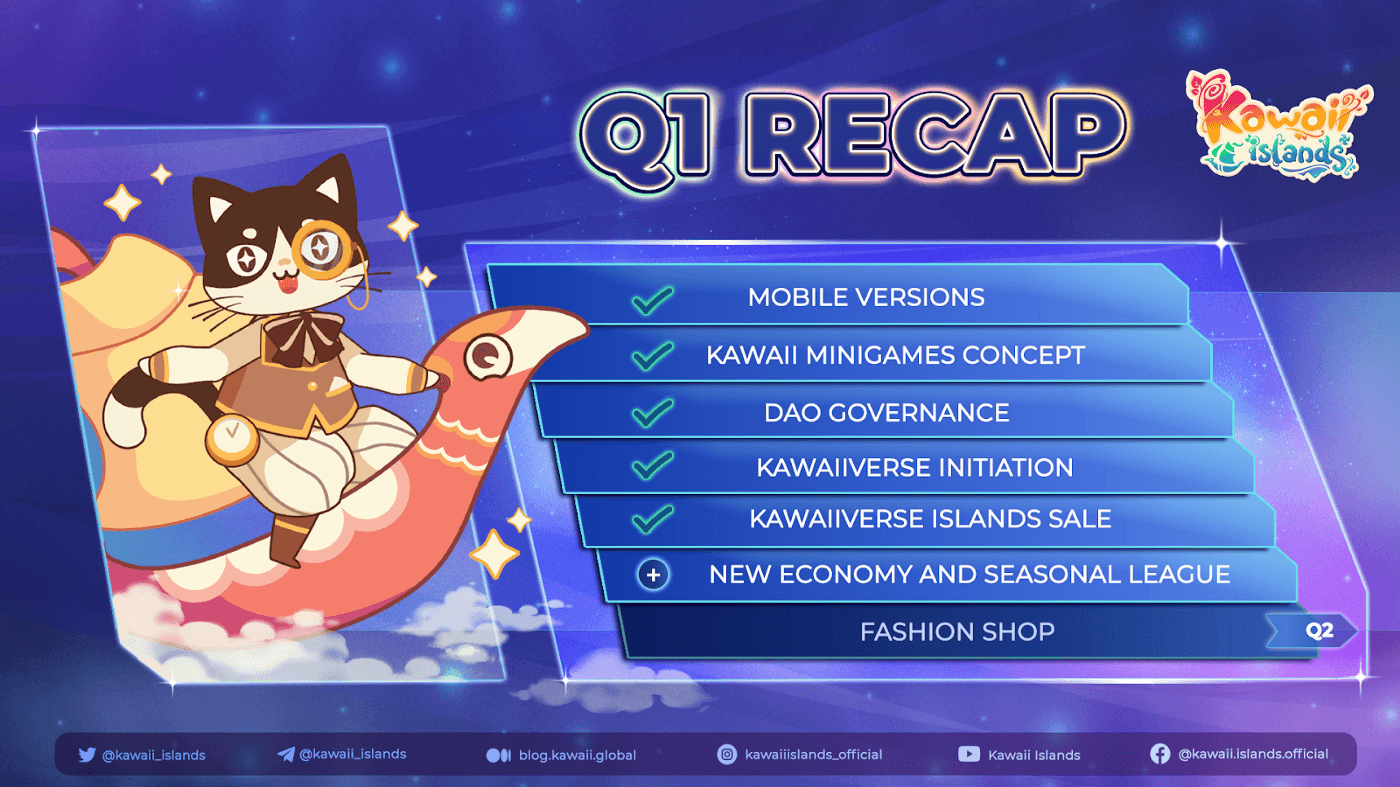 Q1 RECAP
Kawaii
islands
MOBILE VERSIONS
KAWAII MINIGAMES CONCEPT
DAO GOVERNANCE
KAWAIIVERSE INITIATION
KAWAIIVERSE ISLANDS SALE
NEW ECONOMY AND SEASONAL LEAGUE
FASHION SHOP
Q2
@kawaii_islands
@kawaii_islands
blog.kawaii.global
kawaiiislands_official
Kawaii Islands
@kawaii.islands.official